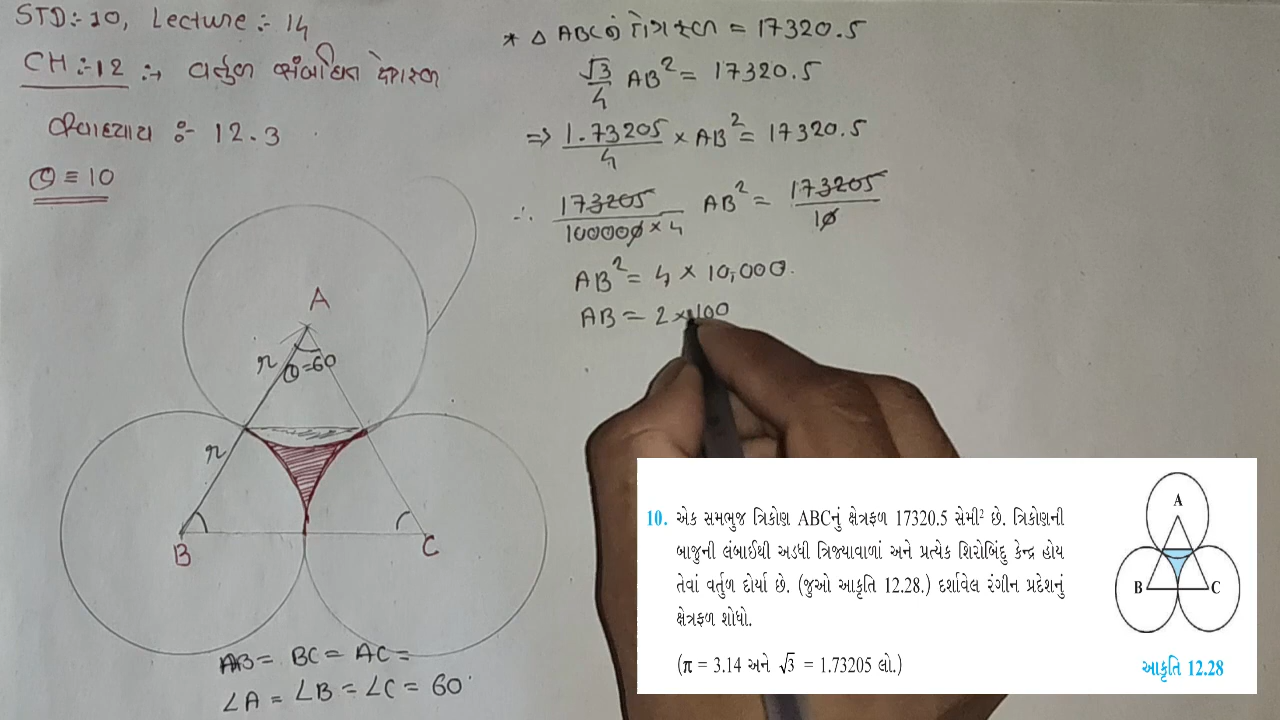 STD:- 10, Lecture :- 14
CH :- 12 :- વર્તુળ સંબંધિત ક્ષેત્રફળ
સ્વાધ્યાય :- 12.3
Q = 10
A
r θ=60
r
B C
AB = BC = AC =
∠A = ∠B = ∠C = 60°
* △ ABCનું ક્ષેત્રફળ = 17320.5
√3/4 AB² = 17320.5
⇒ 1.73205/4 × AB² = 17320.5
∴ 173205/(100000×4) AB² = 173205/10
AB² = 4 × 10,000.
AB = 2×100
10. એક સમભુજ ત્રિકોણ ABCનું ક્ષેત્રફળ 17320.5 સેમી² છે. ત્રિકોણની
બાજુની લંબાઈથી અડધી ત્રિજ્યાવાળાં અને પ્રત્યેક શિરોબિંદુ કેન્દ્ર હોય
તેવાં વર્તુળ દોર્યા છે. (જુઓ આકૃતિ 12.28.) દર્શાવેલ રંગીન પ્રદેશનું
ક્ષેત્રફળ શોધો.
(π = 3.14 અને √3 = 1.73205 લો.)
A
B C
આકૃતિ 12.28